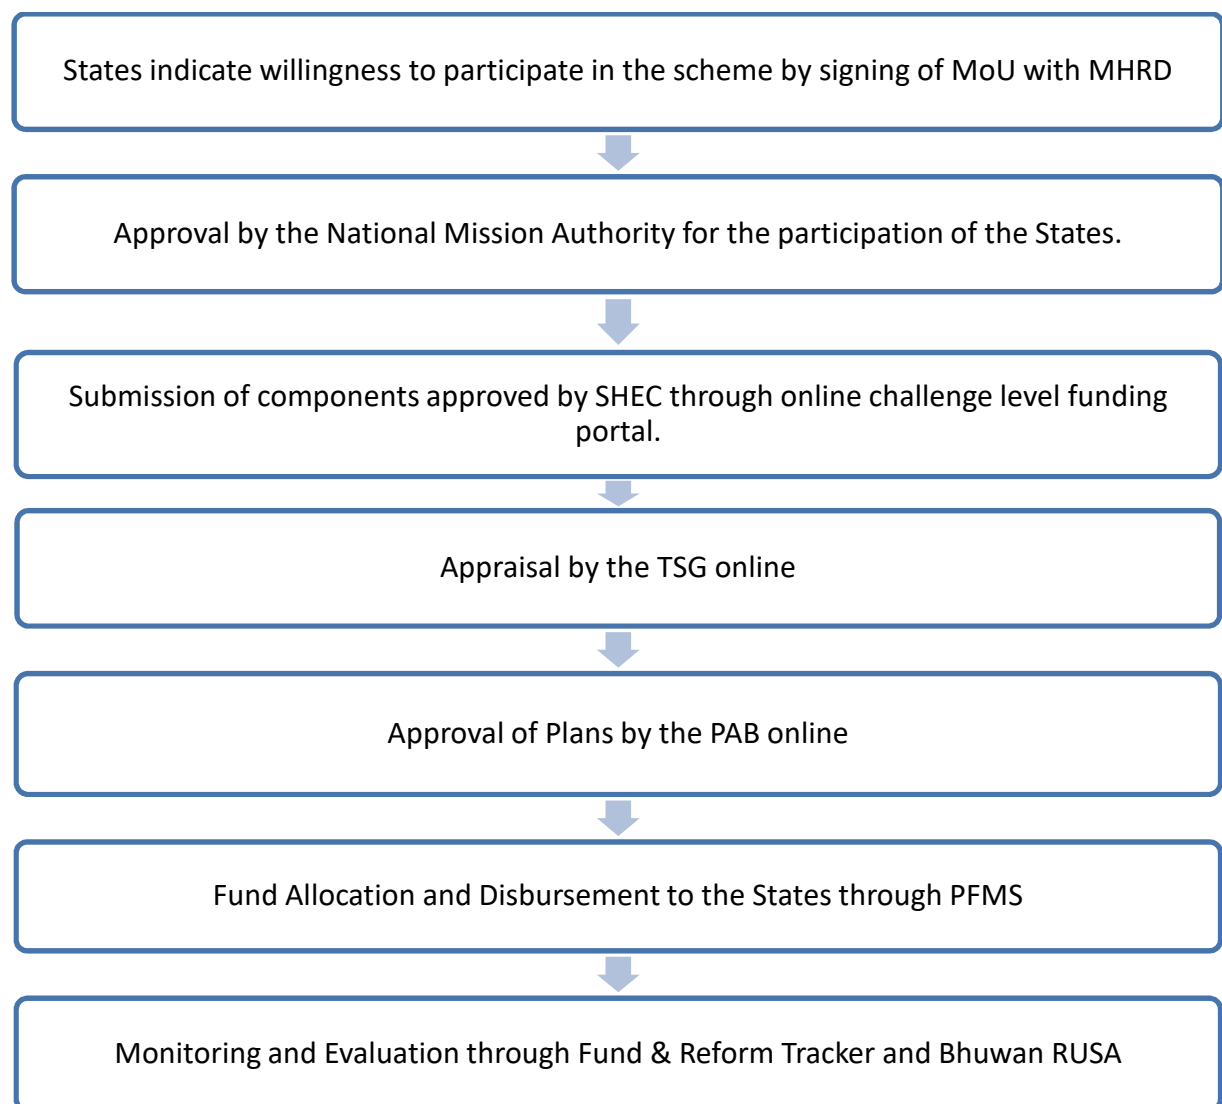 States indicate willingness to participate in the scheme by signing of MoU with MHRD
Approval by the National Mission Authority for the participation of the States.
Submission of components approved by SHEC through online challenge level funding
portal.
Appraisal by the TSG online
Approval of Plans by the PAB online
Fund Allocation and Disbursement to the States through PFMS
Monitoring and Evaluation through Fund & Reform Tracker and Bhuwan RUSA